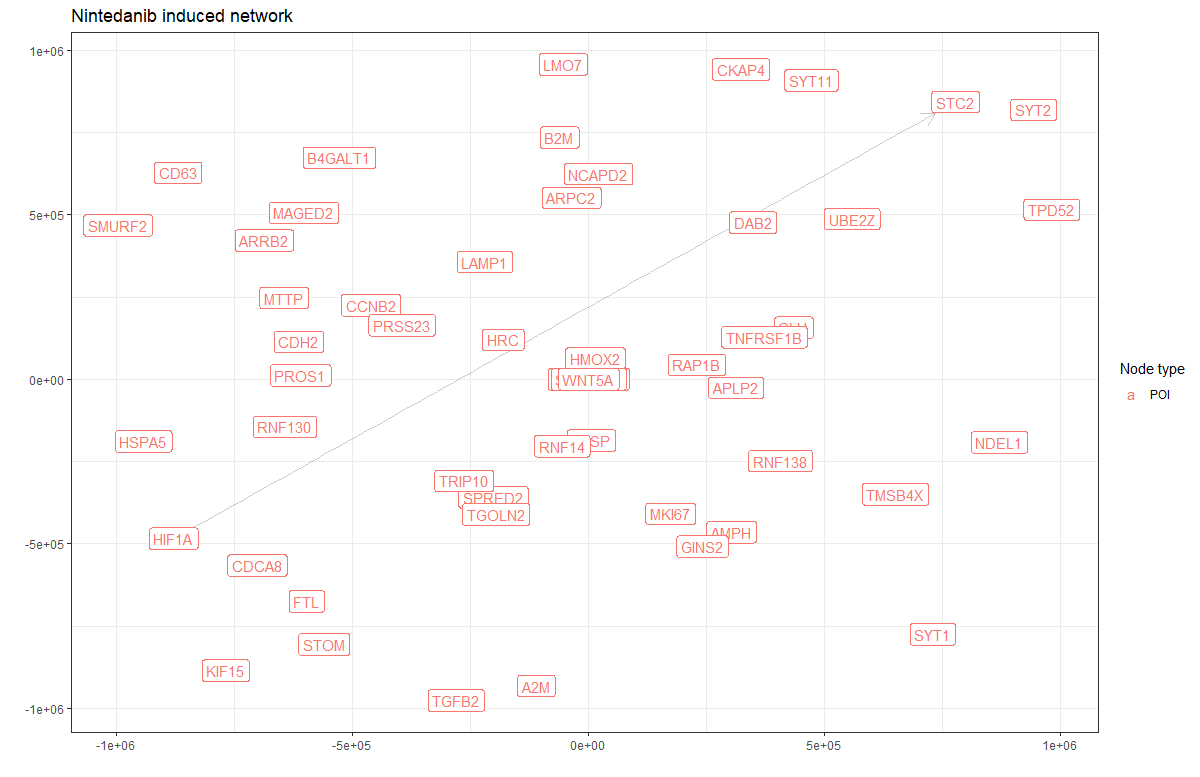 Nintedanib induced network
1e+06
LMO7
CKAP4
SYT11
STC2
SYT2
B2M
B4GALT1
CD63
NCAPD2
ARPC2
5e+05
SMURF2
MAGED2
ARRB2
DAB2
UBE2Z
TPD52
LAMP1
MTTP
CCNB2
PRSS23
CDH2
HRC
TNFRSF1B
HMOX2
RAP1B
0e+00
PROS1
WNT5A
APLP2
Node type
a POI
HSPA5
RNF130
RNF14
SP
RNF138
NDEL1
TRIP10
SPRED2
TGOLN2
TMSB4X
MKI67
AMPH
GINS2
-5e+05
HIF1A
CDCA8
FTL
STOM
SYT1
KIF15
TGFB2
A2M
-1e+06
-1e+06 -5e+05 0e+00 5e+05 1e+06